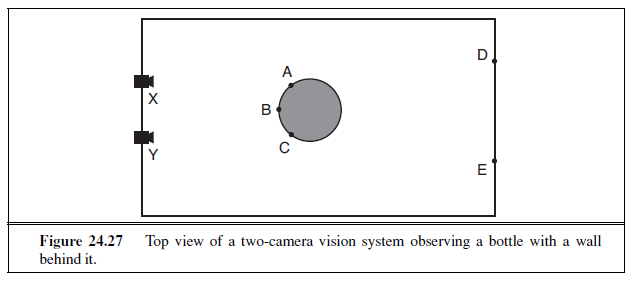 A
D
X
B
Y
C
E
Figure 24.27 Top view of a two-camera vision system observing a bottle with a wall
behind it.